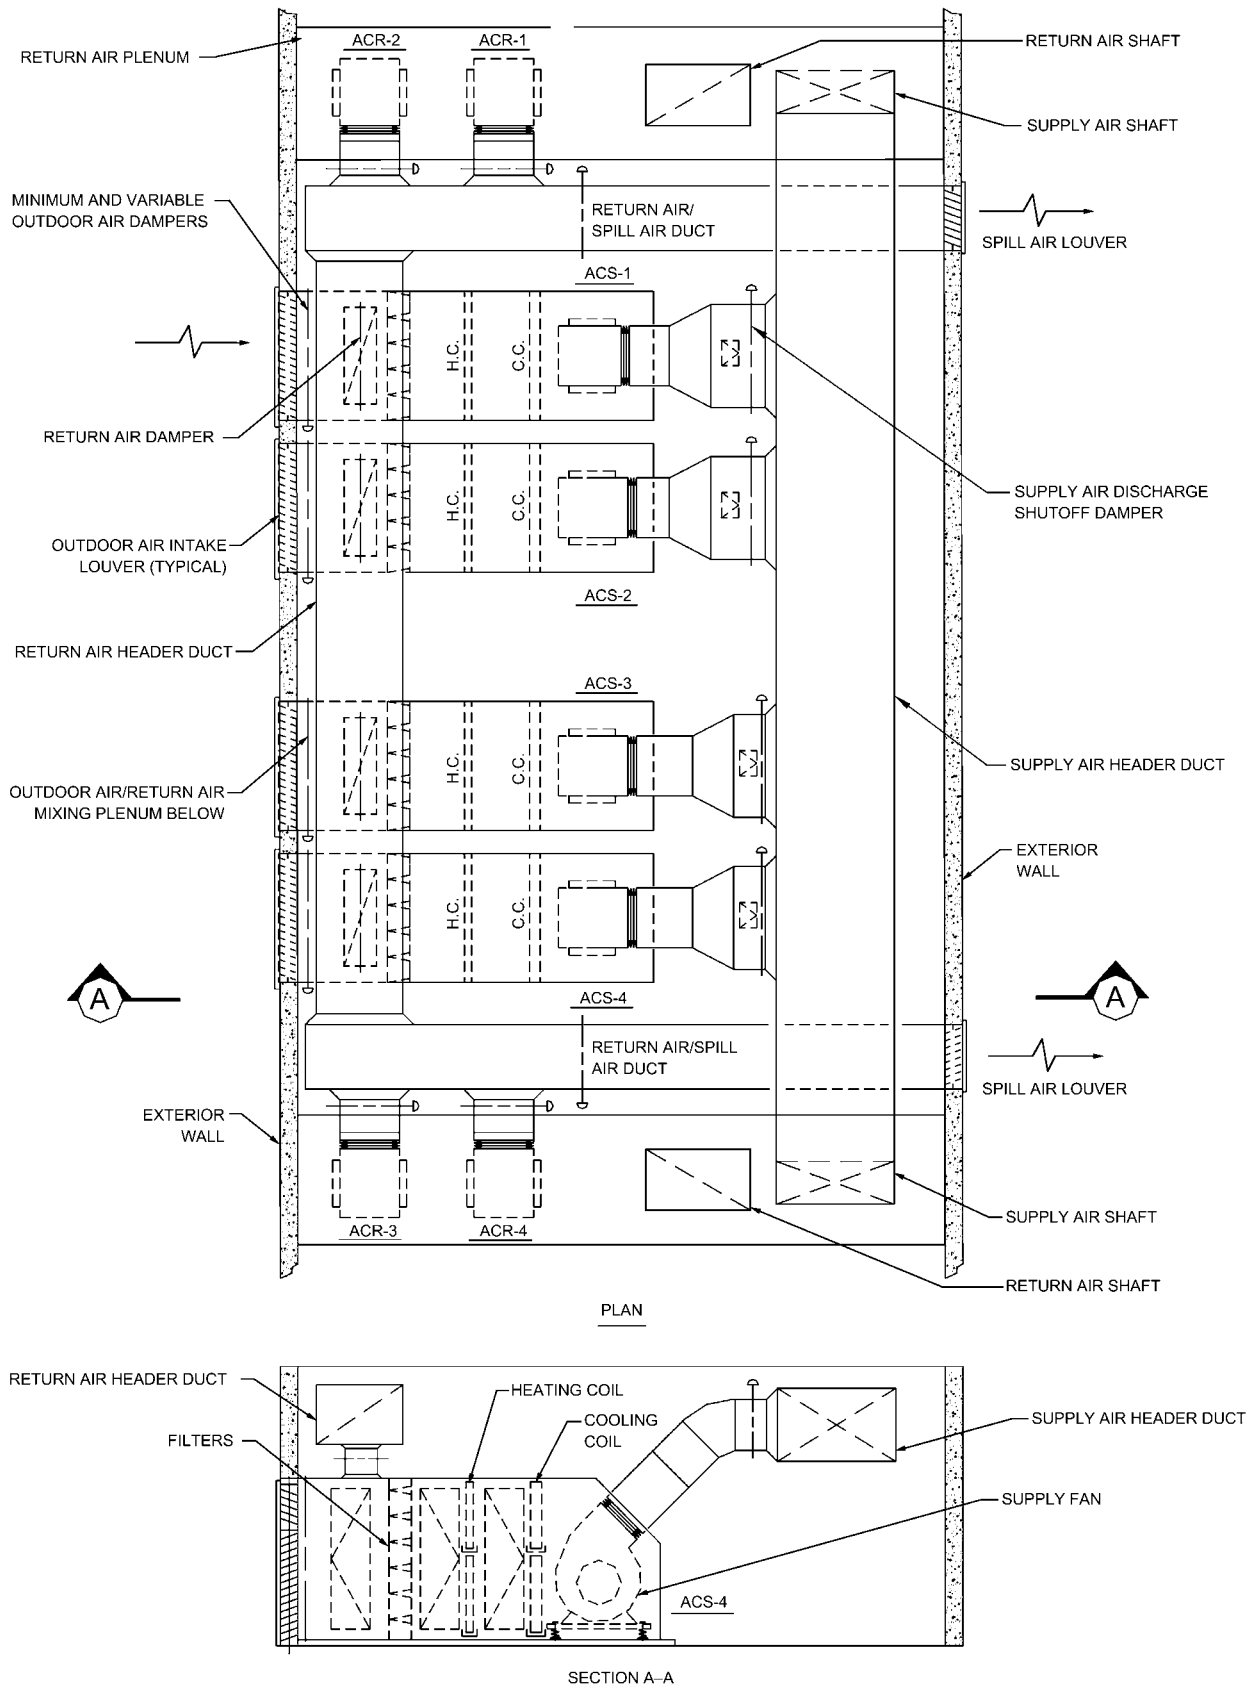 ACR-2
ACR-1
RETURN AIR PLENUM
RETURN AIR SHAFT
SUPPLY AIR SHAFT
MINIMUM AND VARIABLE
OUTDOOR AIR DAMPERS
RETURN AIR/
SPILL AIR DUCT
SPILL AIR LOUVER
ACS-1
H.C.
C.C.
RETURN AIR DAMPER
SUPPLY AIR DISCHARGE
SHUTOFF DAMPER
H.C.
C.C.
OUTDOOR AIR INTAKE
LOUVER (TYPICAL)
ACS-2
RETURN AIR HEADER DUCT
ACS-3
H.C.
C.C.
SUPPLY AIR HEADER DUCT
OUTDOOR AIR/RETURN AIR
MIXING PLENUM BELOW
EXTERIOR
WALL
H.C.
C.C.
A
A
ACS-4
RETURN AIR/SPILL
AIR DUCT
SPILL AIR LOUVER
EXTERIOR
WALL
SUPPLY AIR SHAFT
ACR-3
ACR-4
RETURN AIR SHAFT
PLAN
RETURN AIR HEADER DUCT
HEATING COIL
COOLING
COIL
SUPPLY AIR HEADER DUCT
FILTERS
SUPPLY FAN
ACS-4
SECTION A–A